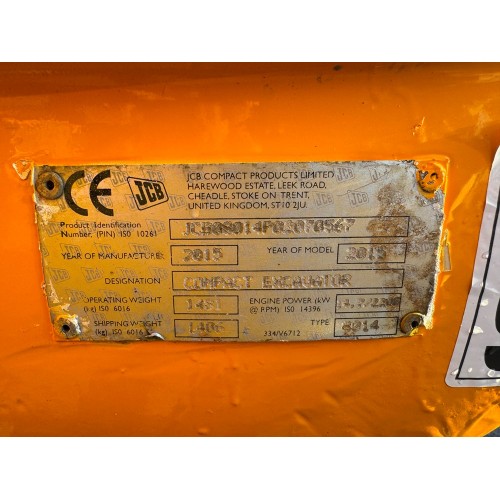 CE JCB
JCB COMPACT PRODUCTS LIMITED
HAREWOOD ESTATE, LEEK ROAD,
CHEADLE, STOKE ON TRENT,
UNITED KINGDOM, ST10 2JU.
Product Identification
Number, (PIN) ISO 10261
YEAR OF MANUFACTURE 2015 YEAR OF MODEL 2015
DESIGNATION COMPACT EXCAVATOR
OPERATING WEIGHT ENGINE POWER (kW
(kg) ISO 6016 @ RPM) ISO 14396
SHIPPING WEIGHT 1406 TYPE 8014
(kg) ISO 6016 334/V6712